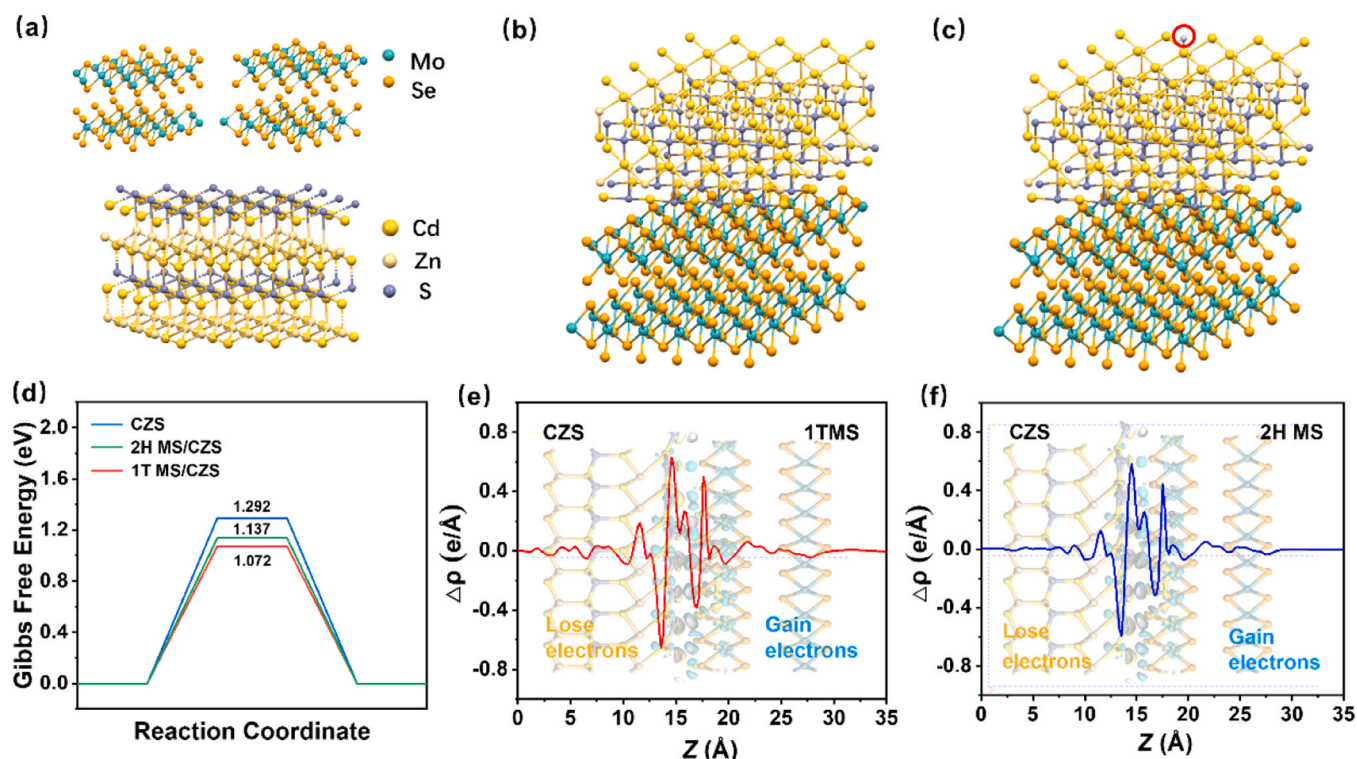 (a)
Mo
Se
Cd
Zn
S
(b)
(c)
(d)
Gibbs Free Energy (eV)
2.0
1.6
1.2
0.8
0.4
0.0
CZS
2H MS/CZS
1T MS/CZS
1.292
1.137
1.072
Reaction Coordinate
(e)
Δρ (e/Å)
0.8
0.4
0.0
-0.4
-0.8
CZS
1TMS
Lose
electrons
Gain
electrons
0 5 10 15 20 25 30 35
Z (Å)
(f)
Δρ (e/Å)
0.8
0.4
0.0
-0.4
-0.8
CZS
2H MS
Lose
electrons
Gain
electrons
0 5 10 15 20 25 30 35
Z (Å)